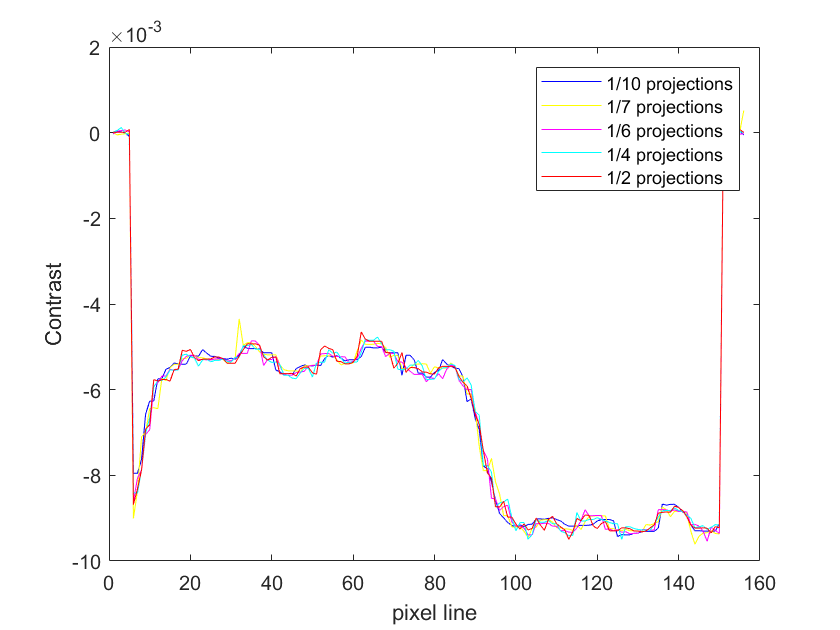 ×10-3
2
0
-2
-4
-6
-8
-10
0 20 40 60 80 100 120 140 160
Contrast
pixel line
1/10 projections
1/7 projections
1/6 projections
1/4 projections
1/2 projections